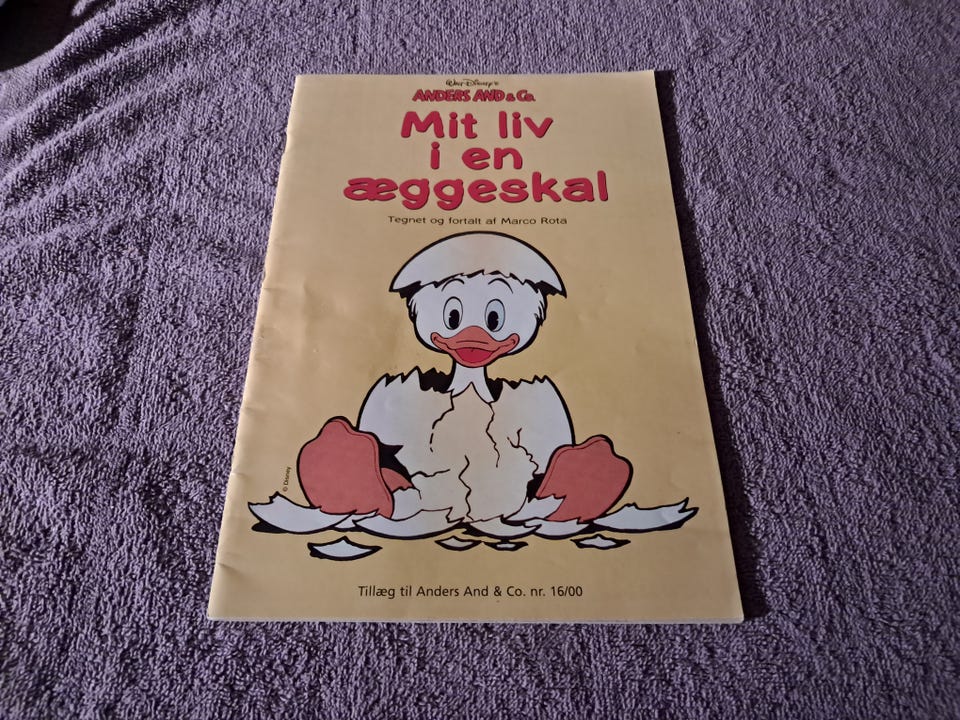 Walt Disney's
ANDERS AND & Co.
Mit liv
i en
æggeskal
Tegnet og fortalt af Marco Rota
© Disney
Tillæg til Anders And & Co. nr. 16/00